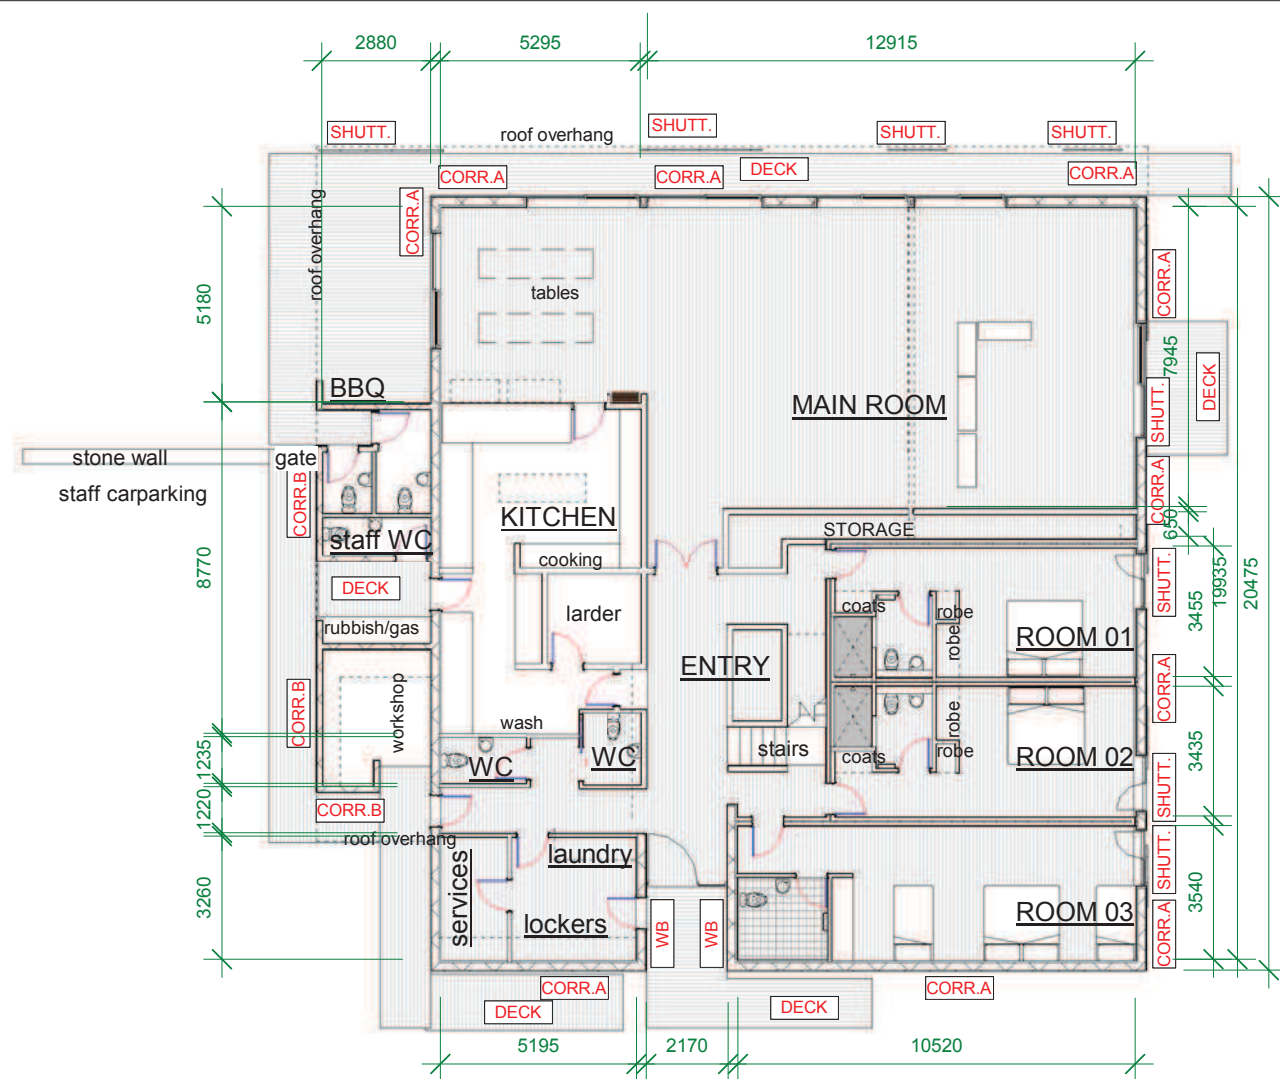 2880
5295
12915
SHUTT.
roof overhang
SHUTT.
SHUTT.
SHUTT.
CORR.A
CORR.A
DECK
CORR.A
roof overhang
CORR.A
5180
tables
CORR.A
7945
DECK
SHUTT.
BBQ
MAIN ROOM
stone wall
gate
staff carparking
CORR.B
CORR.A
KITCHEN
STORAGE
650
staff WC
cooking
8770
DECK
SHUTT.
3455
19935
20475
coats
robe
larder
rubbish/gas
robe
ROOM 01
ENTRY
CORR.B
workshop
CORR.A
wash
robe
stairs
coats
robe
ROOM 02
3435
WC
WC
1235
SHUTT.
1220
CORR.B
roof overhang
laundry
SHUTT.
services
3260
lockers
WB
WB
ROOM 03
3540
CORR.A
CORR.A
CORR.A
DECK
DECK
5195
2170
10520